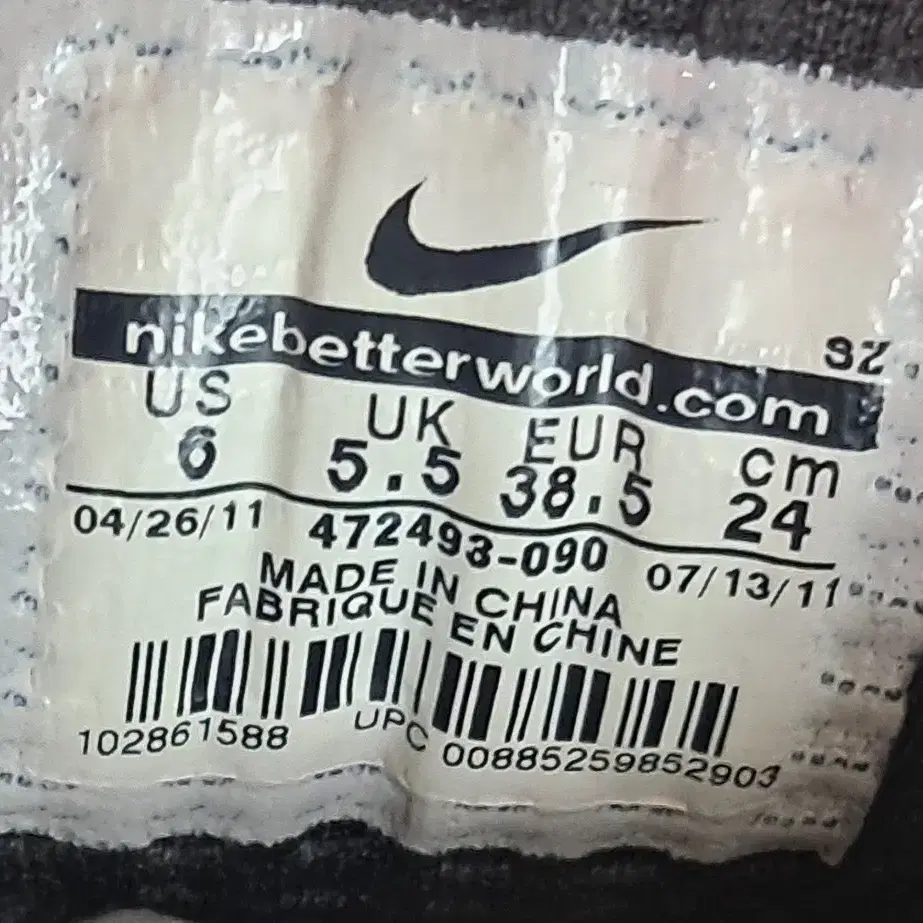 SZ
nikebetterworld.com
US UK EUR cm
6 5.5 38.5 24
04/26/11 472493-090 07/13/11
MADE IN CHINA
FABRIQUE EN CHINE
102861588 UPC 00885259852903